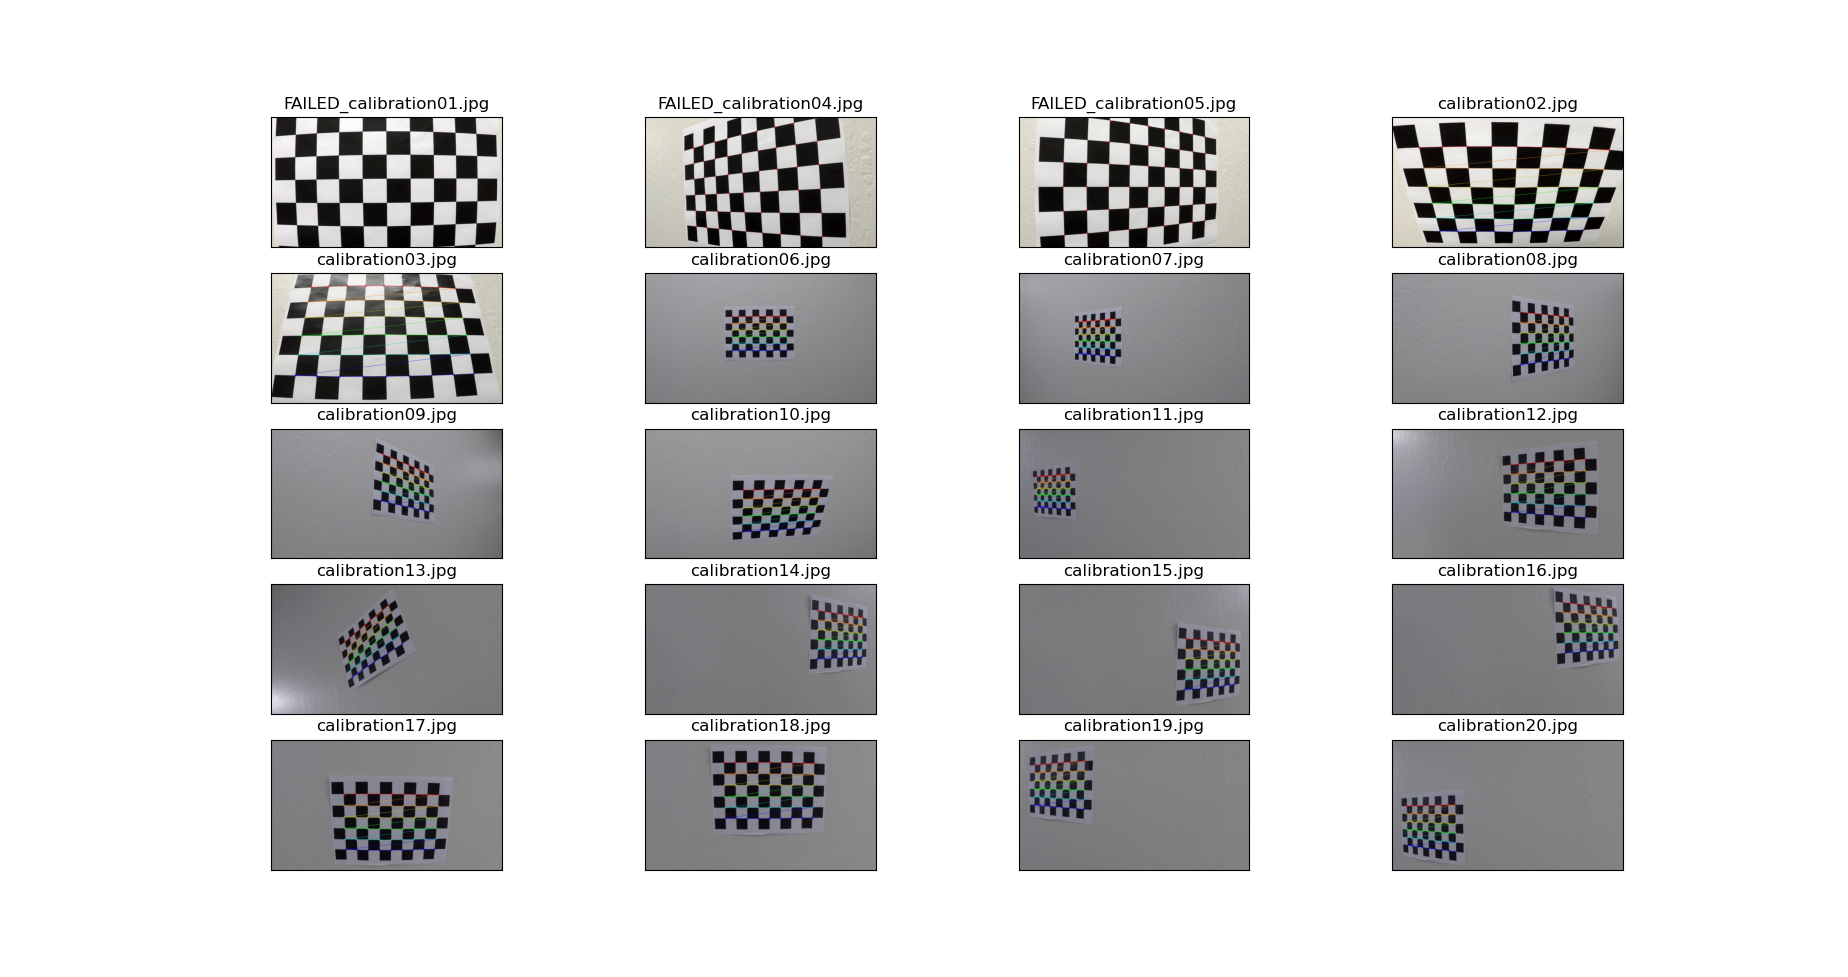 FAILED_calibration01.jpg
FAILED_calibration04.jpg
FAILED_calibration05.jpg
calibration02.jpg
calibration03.jpg
calibration06.jpg
calibration07.jpg
calibration08.jpg
calibration09.jpg
calibration10.jpg
calibration11.jpg
calibration12.jpg
calibration13.jpg
calibration14.jpg
calibration15.jpg
calibration16.jpg
calibration17.jpg
calibration18.jpg
calibration19.jpg
calibration20.jpg